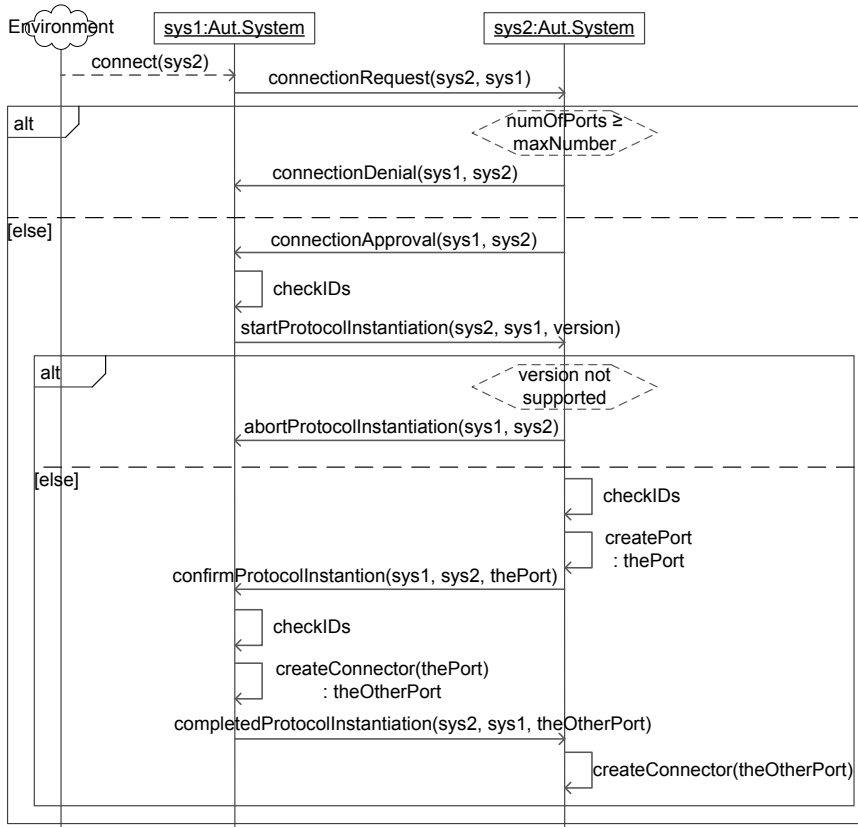 Environment
sys1:Aut.System
sys2:Aut.System
connect(sys2)
connectionRequest(sys2, sys1)
alt
numOfPorts ≥
maxNumber
connectionDenial(sys1, sys2)
[else]
connectionApproval(sys1, sys2)
checkIDs
startProtocolInstantiation(sys2, sys1, version)
alt
version not
supported
abortProtocolInstantiation(sys1, sys2)
[else]
checkIDs
createPort
: thePort
confirmProtocolInstantion(sys1, sys2, thePort)
checkIDs
createConnector(thePort)
: theOtherPort
completedProtocolInstantiation(sys2, sys1, theOtherPort)
createConnector(theOtherPort)